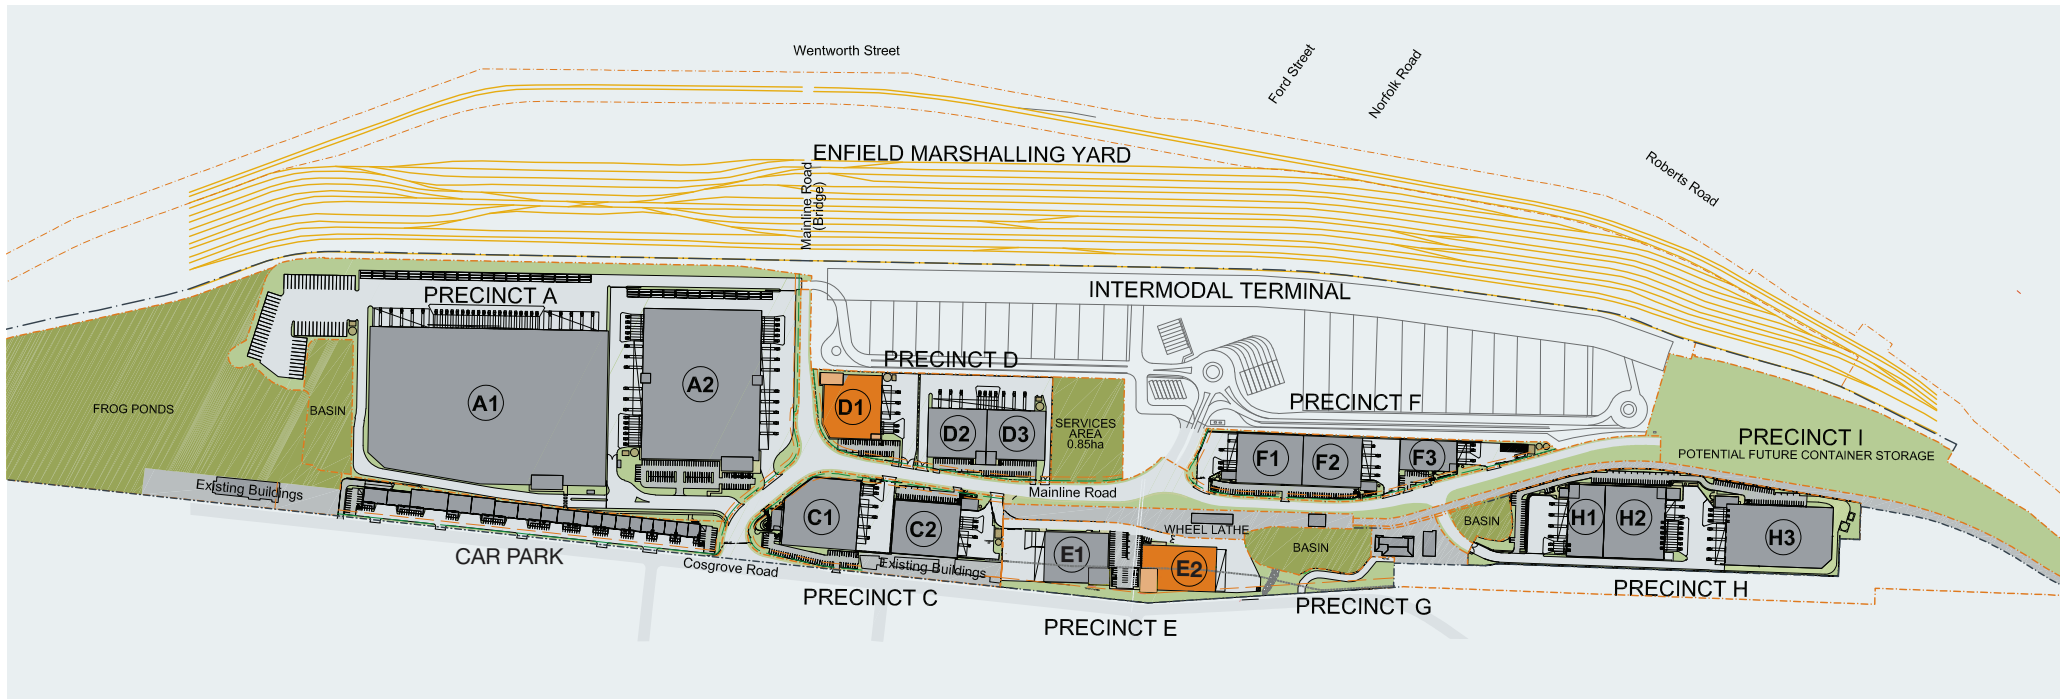 Wentworth Street
Ford Street
Norfolk Road
Roberts Road
ENFIELD MARSHALLING YARD
Mainline Road
(Bridge)
PRECINCT A
INTERMODAL TERMINAL
PRECINCT D
A1
A2
D1
D2
D3
SERVICES
AREA
0.85ha
PRECINCT F
F1
F2
F3
PRECINCT I
POTENTIAL FUTURE CONTAINER STORAGE
FROG PONDS
BASIN
Existing Buildings
CAR PARK
Cosgrove Road
Mainline Road
C1
C2
Existing Buildings
PRECINCT C
E1
E2
PRECINCT E
WHEEL LATHE
BASIN
PRECINCT G
BASIN
H1
H2
H3
PRECINCT H